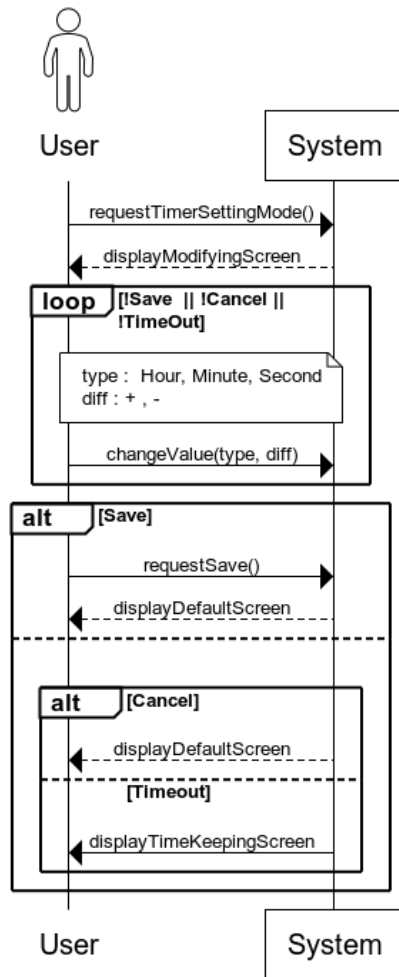 User
System
requestTimerSettingMode()
displayModifyingScreen
loop
[!Save || !Cancel ||
!TimeOut]
type : Hour, Minute, Second
diff : + , -
changeValue(type, diff)
alt
[Save]
requestSave()
displayDefaultScreen
alt
[Cancel]
displayDefaultScreen
[Timeout]
displayTimeKeepingScreen
User
System